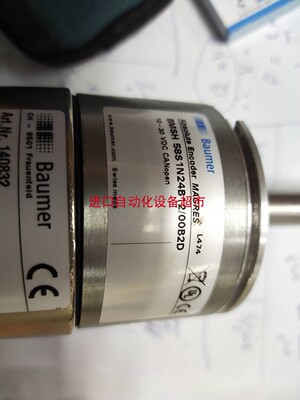 Baumer
CH - 8501 Frauenfeld
Art.Nr. 140832
CE
Baumer
Absolute Encoder MAGRES
BMSH 58S1N24B12/00B2D
10-30 VDC CANopen
www.baumer.com Swiss made
L474
CE
进口自动化设备超市